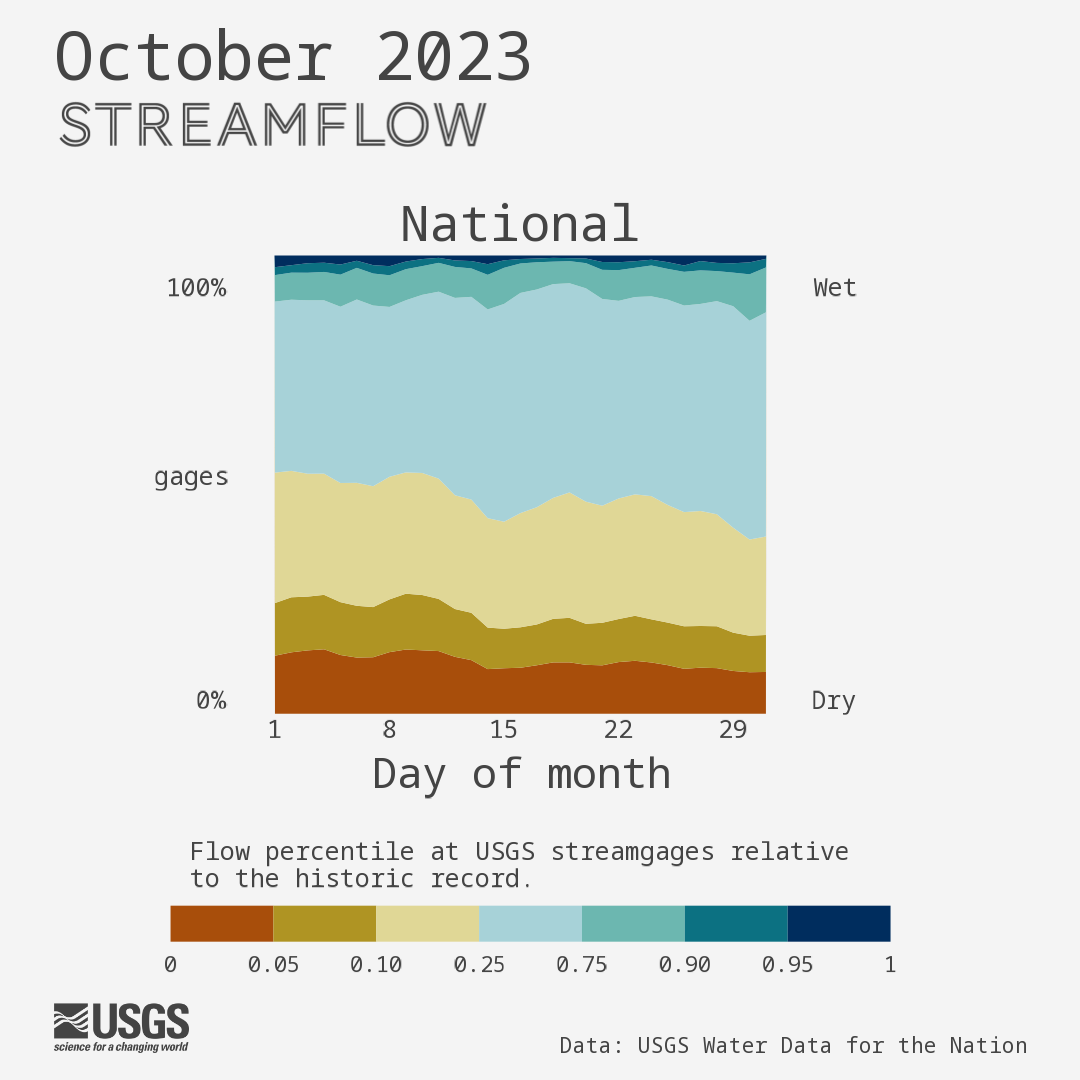 October 2023
STREAMFLOW
National
100%
Wet
gages
0%
Dry
1 8 15 22 29
Day of month
Flow percentile at USGS streamgages relative
to the historic record.
0 0.05 0.10 0.25 0.75 0.90 0.95 1
USGS
science for a changing world
Data: USGS Water Data for the Nation